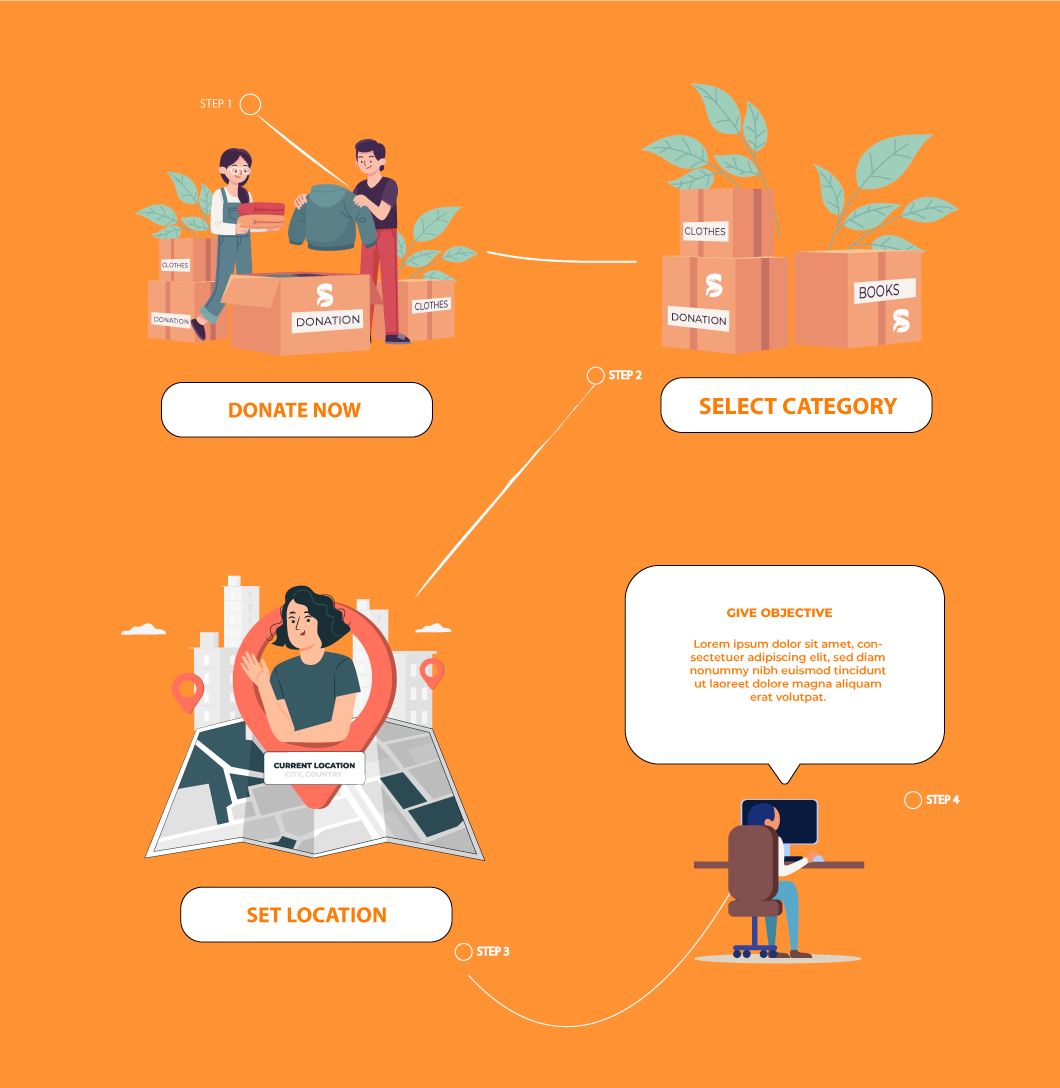 STEP 1
CLOTHES
DONATION
DONATION
CLOTHES
DONATE NOW
CLOTHES
DONATION
BOOKS
STEP 2
SELECT CATEGORY
CURRENT LOCATION
CITY, COUNTRY
SET LOCATION
STEP 3
GIVE OBJECTIVE
Lorem ipsum dolor sit amet, con-
sectetuer adipiscing elit, sed diam
nonummy nibh euismod tincidunt
ut laoreet dolore magna aliquam
erat volutpat.
STEP 4